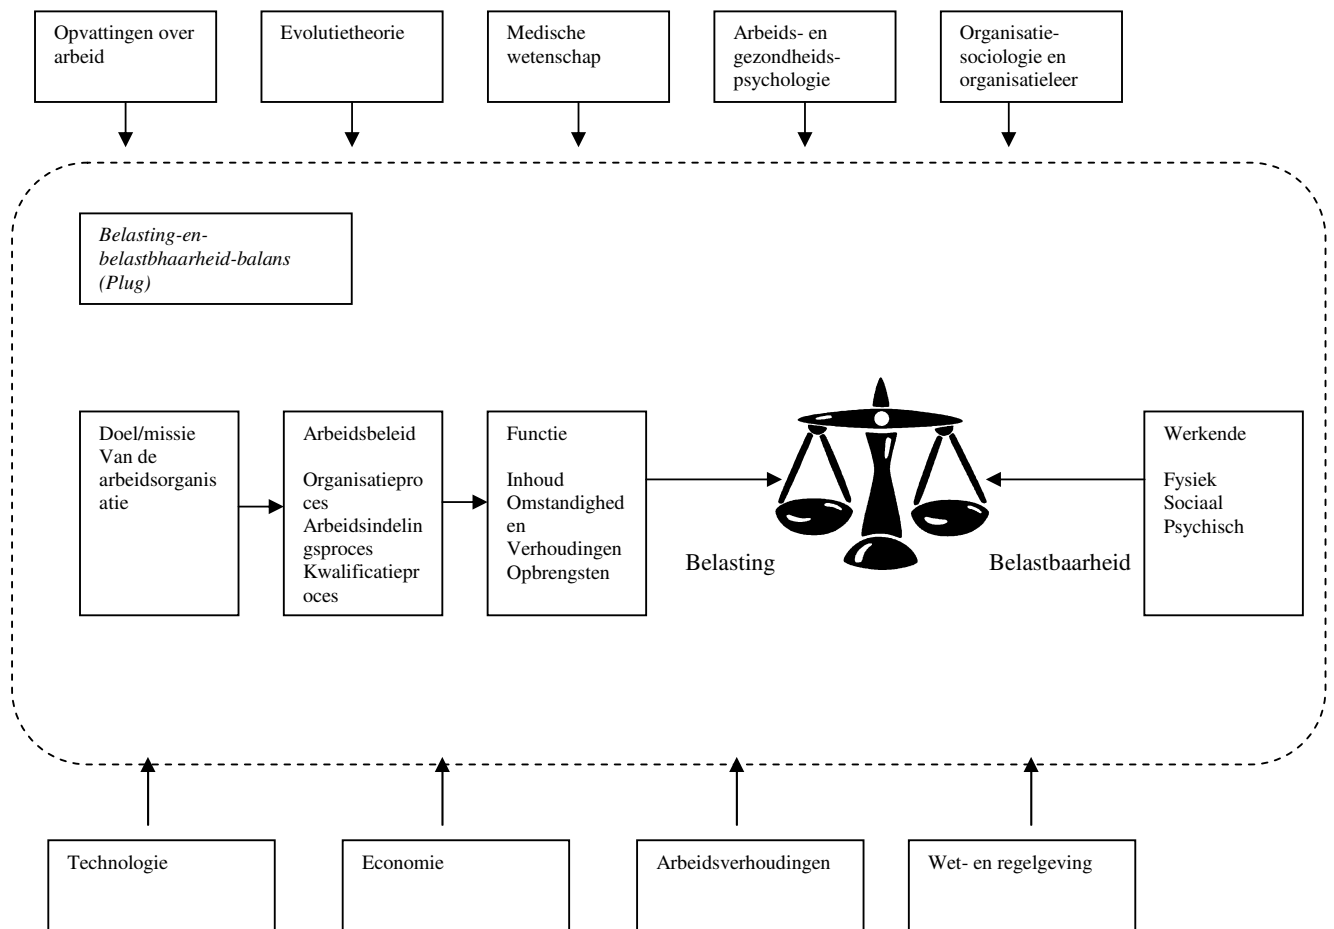 Opvattingen over
arbeid
Evolutietheorie
Medische
wetenschap
Arbeids- en
gezondheids-
psychologie
Organisatie-
sociologie en
organisatieleer
Belasting-en-
belastbhaarheid-balans
(Plug)
Doel/missie
Van de
arbeidsorganis
atie
Arbeidsbeleid
Organisatiepro
ces
Arbeidsindelin
gsproces
Kwalificatiepr
oces
Functie
Inhoud
Omstandighed
en
Verhoudingen
Opbrengsten
Belasting
Belastbaarheid
Werkende
Fysiek
Sociaal
Psychisch
Technologie
Economie
Arbeidsverhoudingen
Wet- en regelgeving